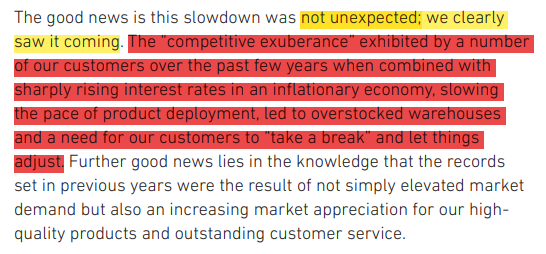 The good news is this slowdown was not unexpected; we clearly
saw it coming. The "competitive exuberance" exhibited by a number
of our customers over the past few years when combined with
sharply rising interest rates in an inflationary economy, slowing
the pace of product deployment, led to overstocked warehouses
and a need for our customers to "take a break" and let things
adjust. Further good news lies in the knowledge that the records
set in previous years were the result of not simply elevated market
demand but also an increasing market appreciation for our high-
quality products and outstanding customer service.